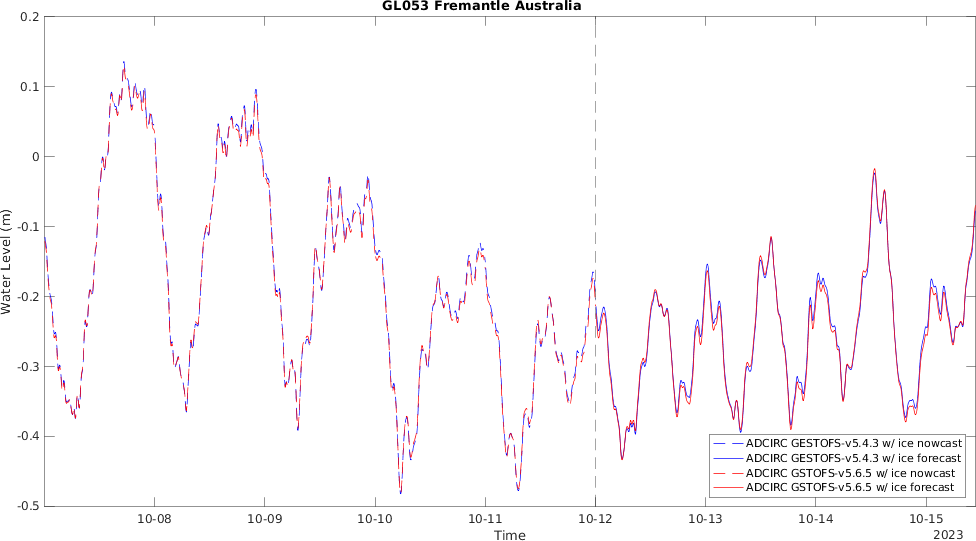 GL053 Fremantle Australia
0.2
0.1
0
-0.1
-0.2
-0.3
-0.4
-0.5
Water Level (m)
ADCIRC GESTOFS-v5.4.3 w/ ice nowcast
ADCIRC GESTOFS-v5.4.3 w/ ice forecast
ADCIRC GSTOFS-v5.6.5 w/ ice nowcast
ADCIRC GSTOFS-v5.6.5 w/ ice forecast
10-08 10-09 10-10 10-11 10-12 10-13 10-14 10-15
Time
2023